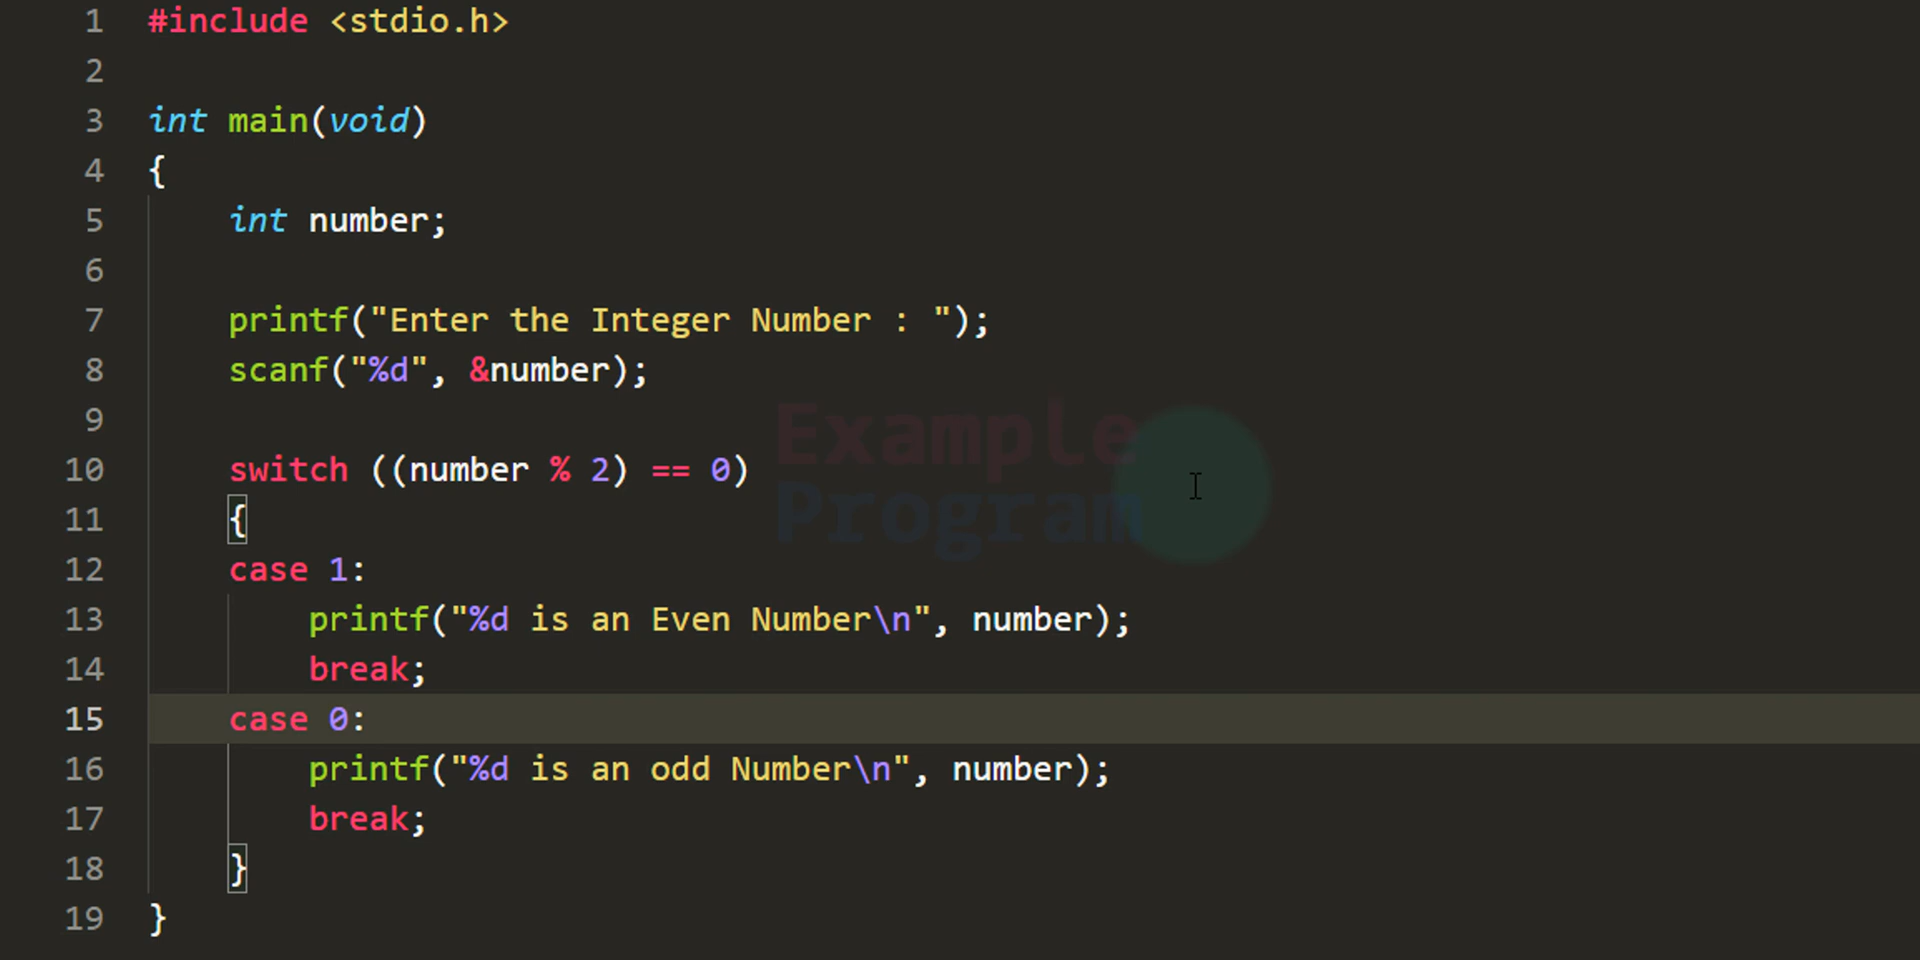 1 #include <stdio.h>
2
3 int main(void)
4 {
5 int number;
6
7 printf("Enter the Integer Number : ");
8 scanf("%d", &number);
9
10 switch ((number % 2) == 0)
11 {
12 case 1:
13 printf("%d is an Even Number\n", number);
14 break;
15 case 0:
16 printf("%d is an odd Number\n", number);
17 break;
18 }
19 }
Example
Program